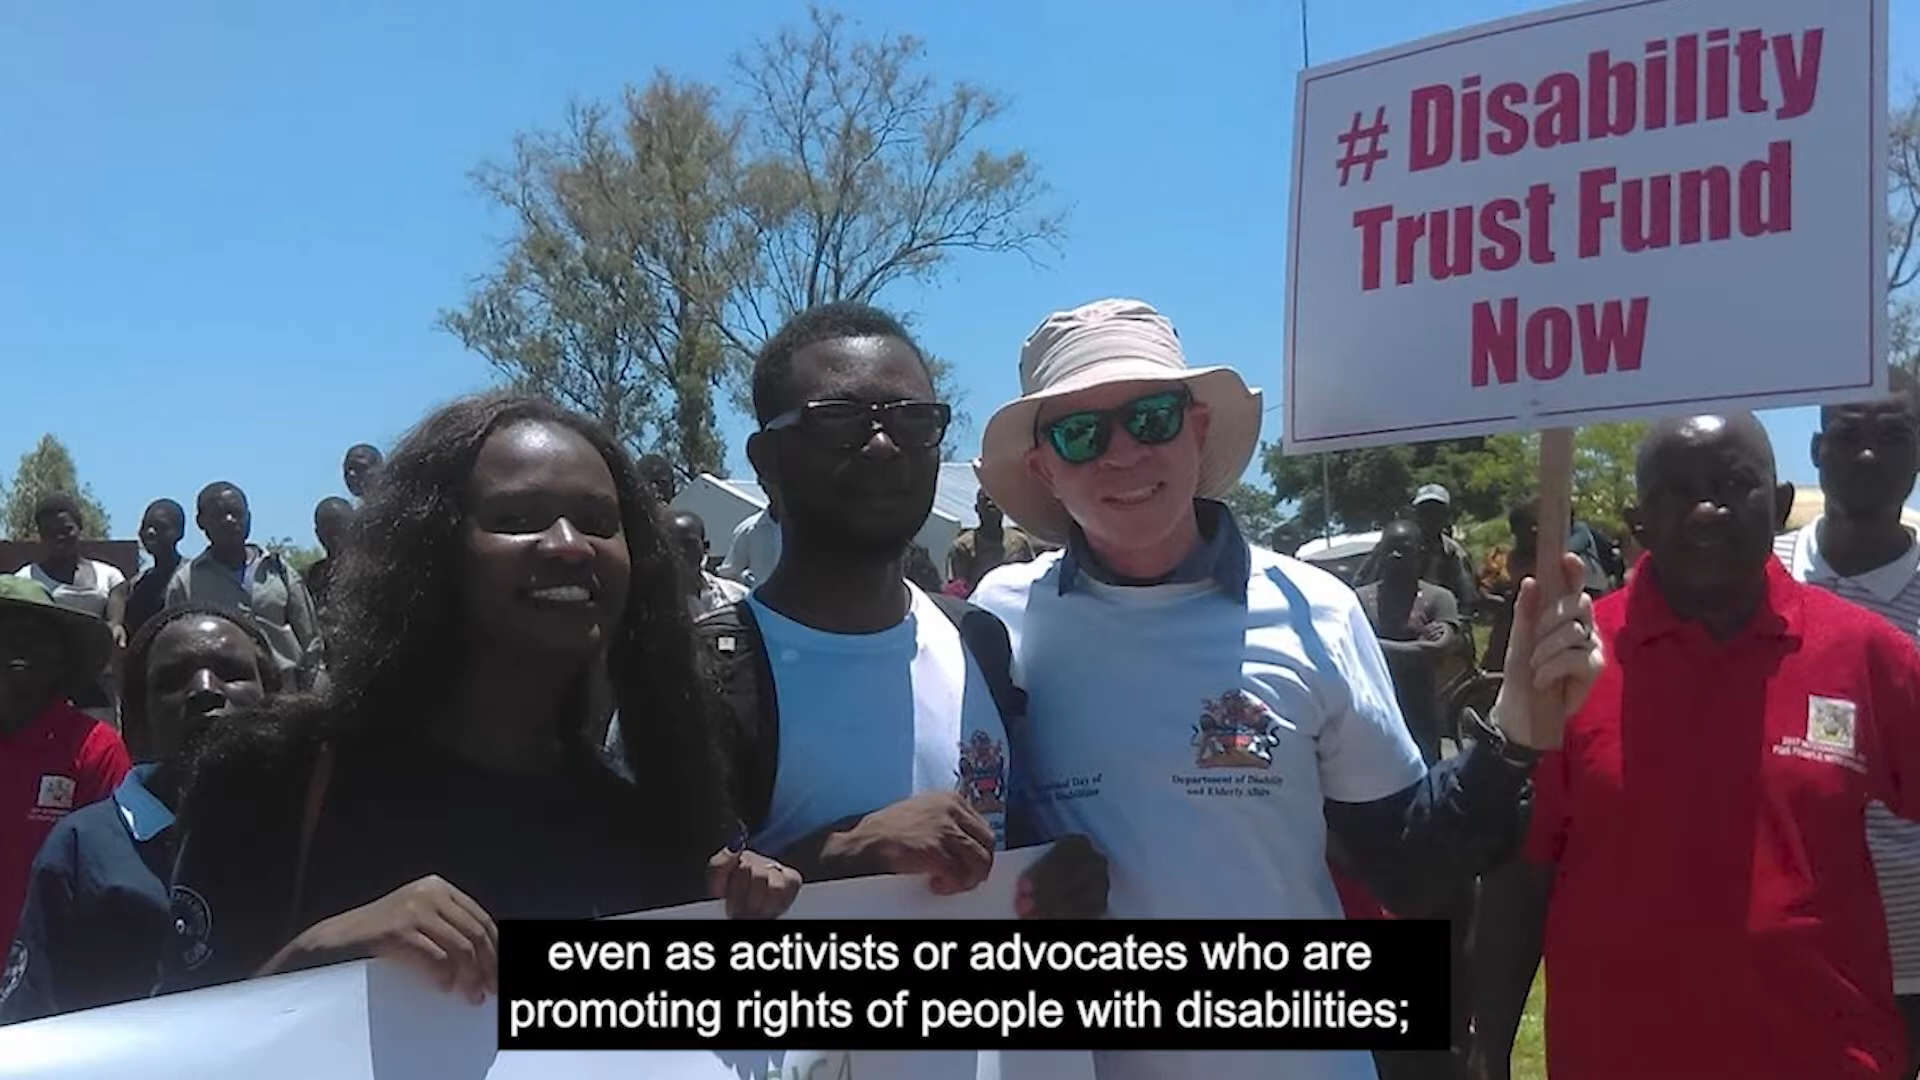 # Disability
Trust Fund
Now
Department of Disability
and Elderly Affairs
even as activists or advocates who are
promoting rights of people with disabilities;